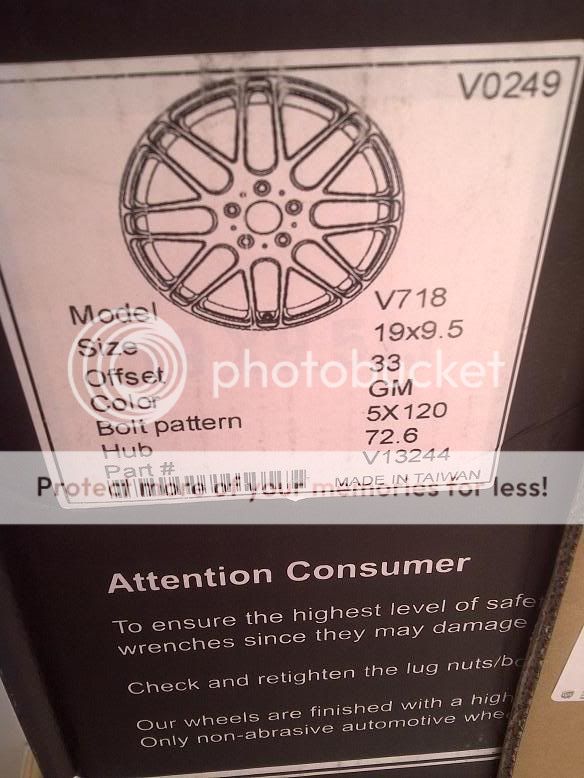 V0249
Model V718
Size 19x9.5
Offset 33
Color GM
Bolt pattern 5X120
Hub 72.6
Part # V13244
MADE IN TAIWAN
photobucket
Protect more of your memories for less!
Attention Consumer
To ensure the highest level of safe
wrenches since they may damage
Check and retighten the lug nuts/bo
Our wheels are finished with a high
Only non-abrasive automotive whe